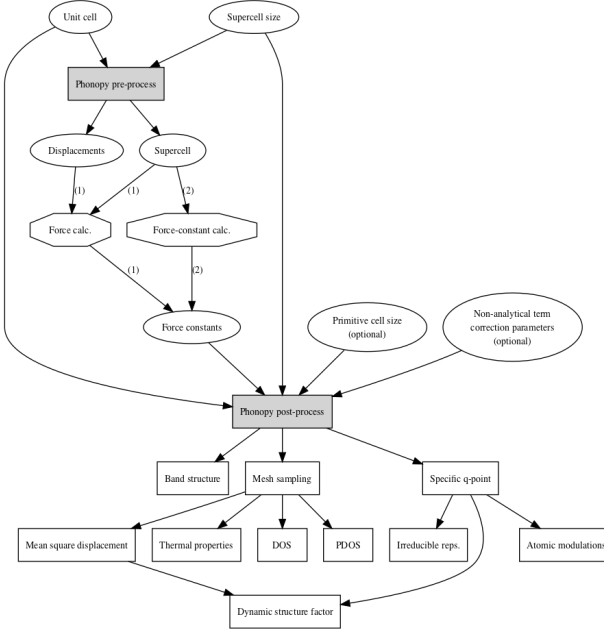 Unit cell
Supercell size
Phonopy pre-process
Displacements
Supercell
(1)
(1)
(2)
Force calc.
Force-constant calc.
(1)
(2)
Force constants
Primitive cell size
(optional)
Non-analytical term
correction parameters
(optional)
Phonopy post-process
Band structure
Mesh sampling
Specific q-point
Mean square displacement
Thermal properties
DOS
PDOS
Irreducible reps.
Atomic modulations
Dynamic structure factor